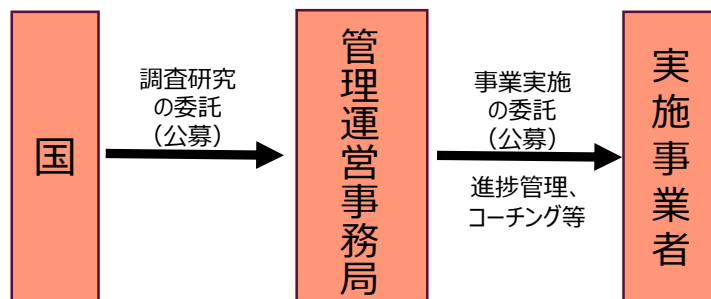 国
調査研究
の委託
（公募）
管理運営事務局
事業実施
の委託
（公募）
進捗管理、
コーチング等
実施事業者